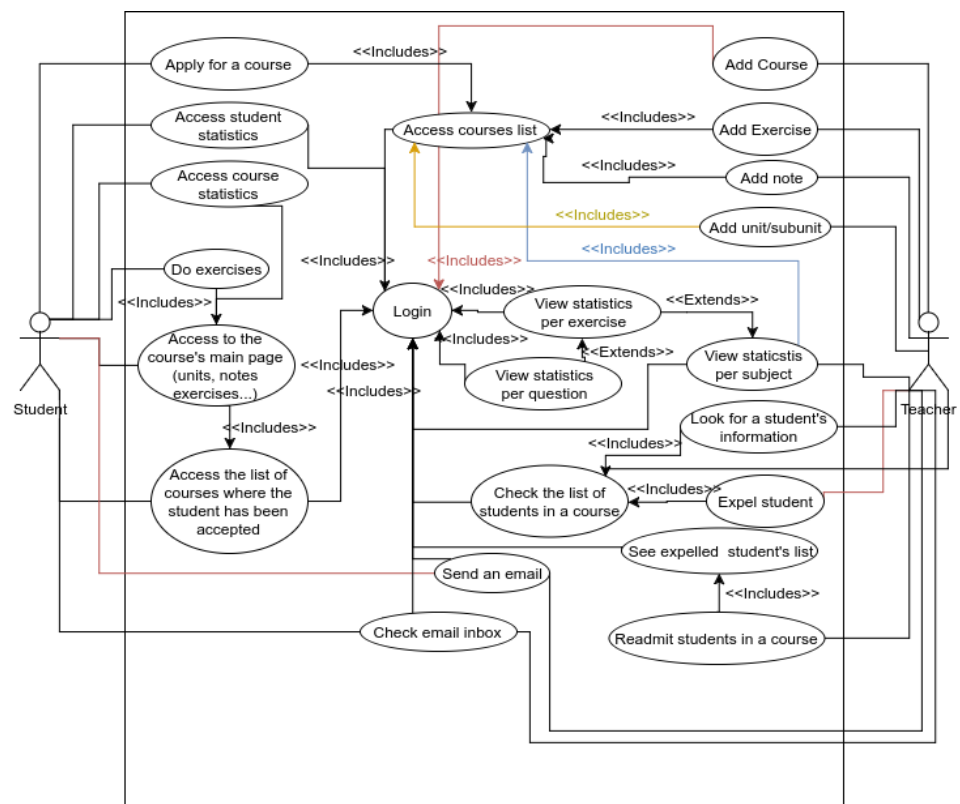 <<Includes>>
Apply for a course
Add Course
Access student
statistics
Access courses list
<<Includes>>
Add Exercise
Access course
statistics
<<Includes>>
Add note
<<Includes>>
Add unit/subunit
<<Includes>>
Do exercises
<<Includes>>
<<Includes>>
<<Includes>>
<<Includes>>
Login
View statistics
per exercise
<<Extends>>
Access to the
course's main page
(units, notes
exercises...)
<<Includes>>
<<Includes>>
<<Includes>>
<<Extends>>
View staticstis
per subject
View statistics
per question
Student
Teacher
<<Includes>>
Look for a student's
information
<<Includes>>
Access the list of
courses where the
student has been
accepted
Check the list of
students in a course
<<Includes>>
Expel student
See expelled student's list
Send an email
<<Includes>>
Check email inbox
Readmit students in a course